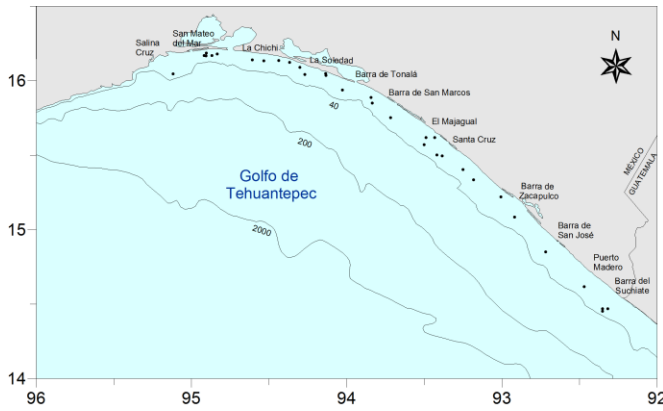 San Mateo
del Mar
Salina
Cruz
La Chichi
La Soledad
N
16
Barra de Tonalá
Barra de San Marcos
40
El Majagual
Santa Cruz
200
MÉXICO
GUATEMALA
Golfo de
Tehuantepec
Barra de
Zacapulco
2000
15
Barra de
San José
Puerto
Madero
Barra del
Suchiate
14
96
95
94
93
92